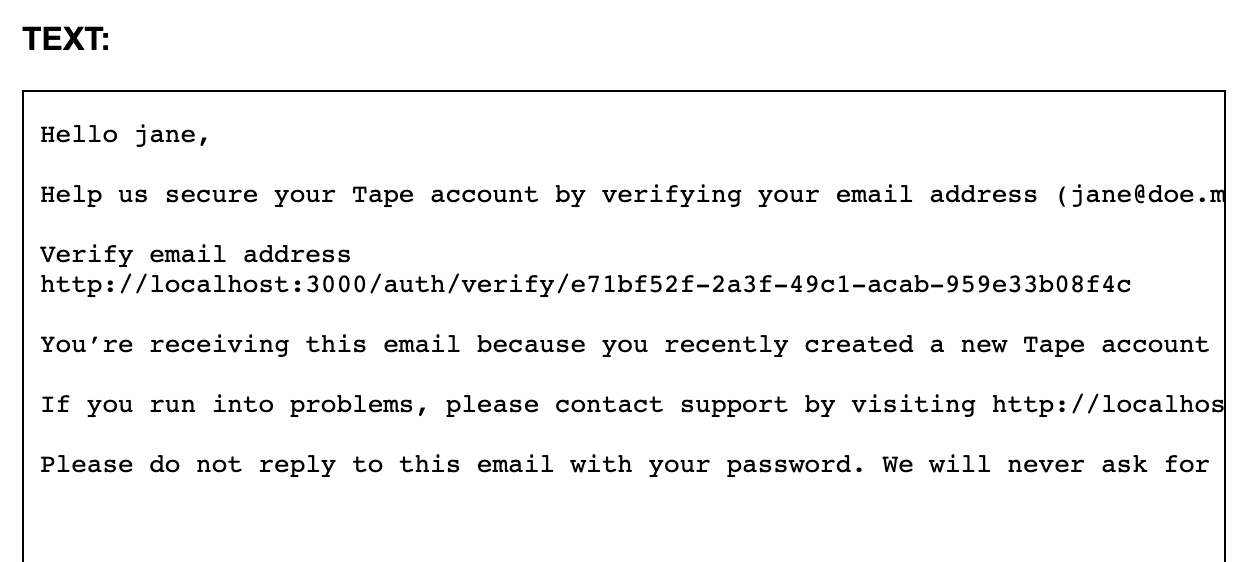 TEXT:
Hello jane,
Help us secure your Tape account by verifying your email address (jane@doe.m
Verify email address
http://localhost:3000/auth/verify/e71bf52f-2a3f-49c1-acab-959e33b08f4c
You’re receiving this email because you recently created a new Tape account
If you run into problems, please contact support by visiting http://localhos
Please do not reply to this email with your password. We will never ask for